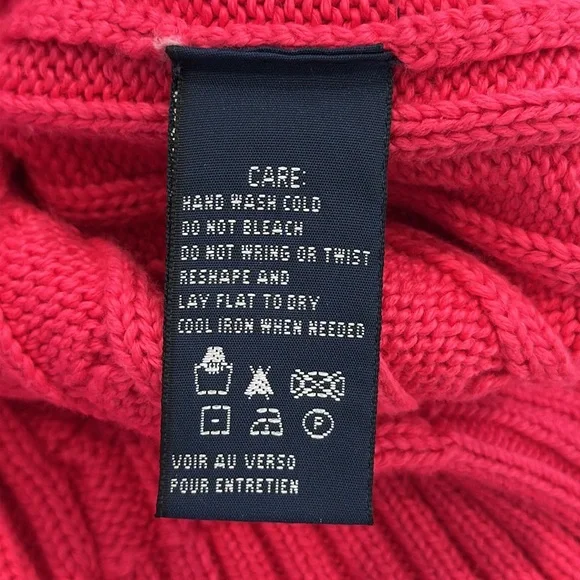 CARE:
HAND WASH COLD
DO NOT BLEACH
DO NOT WRING OR TWIST
RESHAPE AND
LAY FLAT TO DRY
COOL IRON WHEN NEEDED
P
VOIR AU VERSO
POUR ENTRETIEN